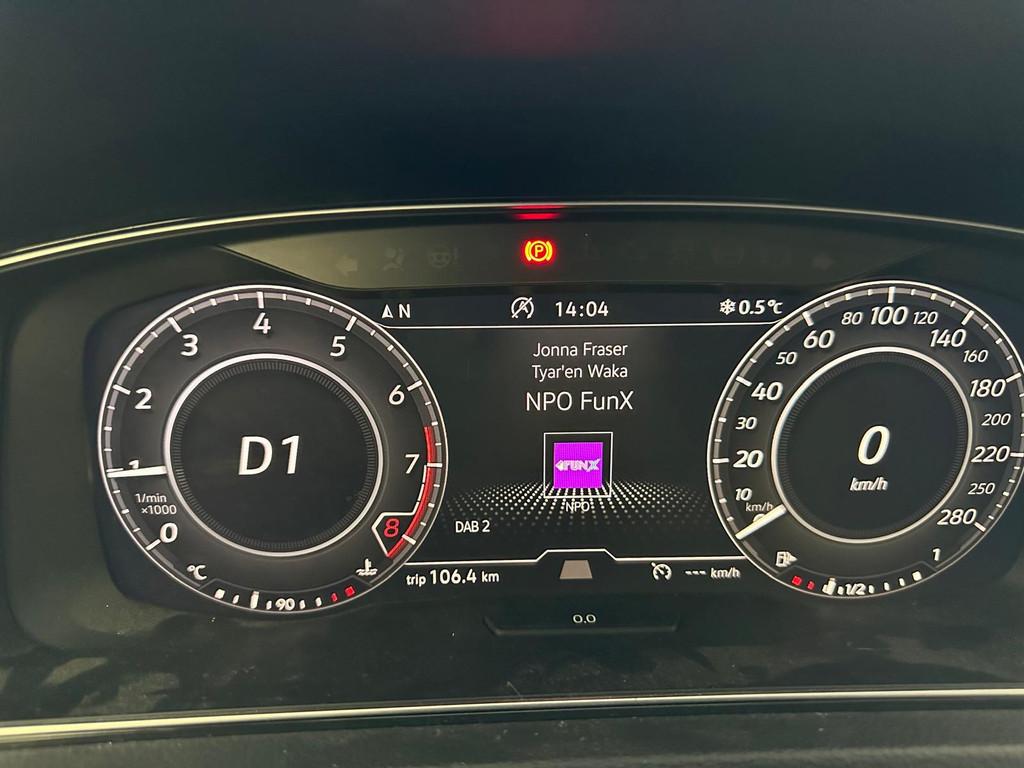 P
N
14:04
0.5°C
Jonna Fraser
Tyar'en Waka
NPO FunX
FUNX
NPO
DAB 2
trip 106.4 km
--- km/h
0.0
D1
0
1
2
3
4
5
6
7
8
1/min
×1000
°C
90
0
km/h
10
20
30
40
50
60
80
100
120
140
160
180
200
220
250
280
km/h
1/2
1